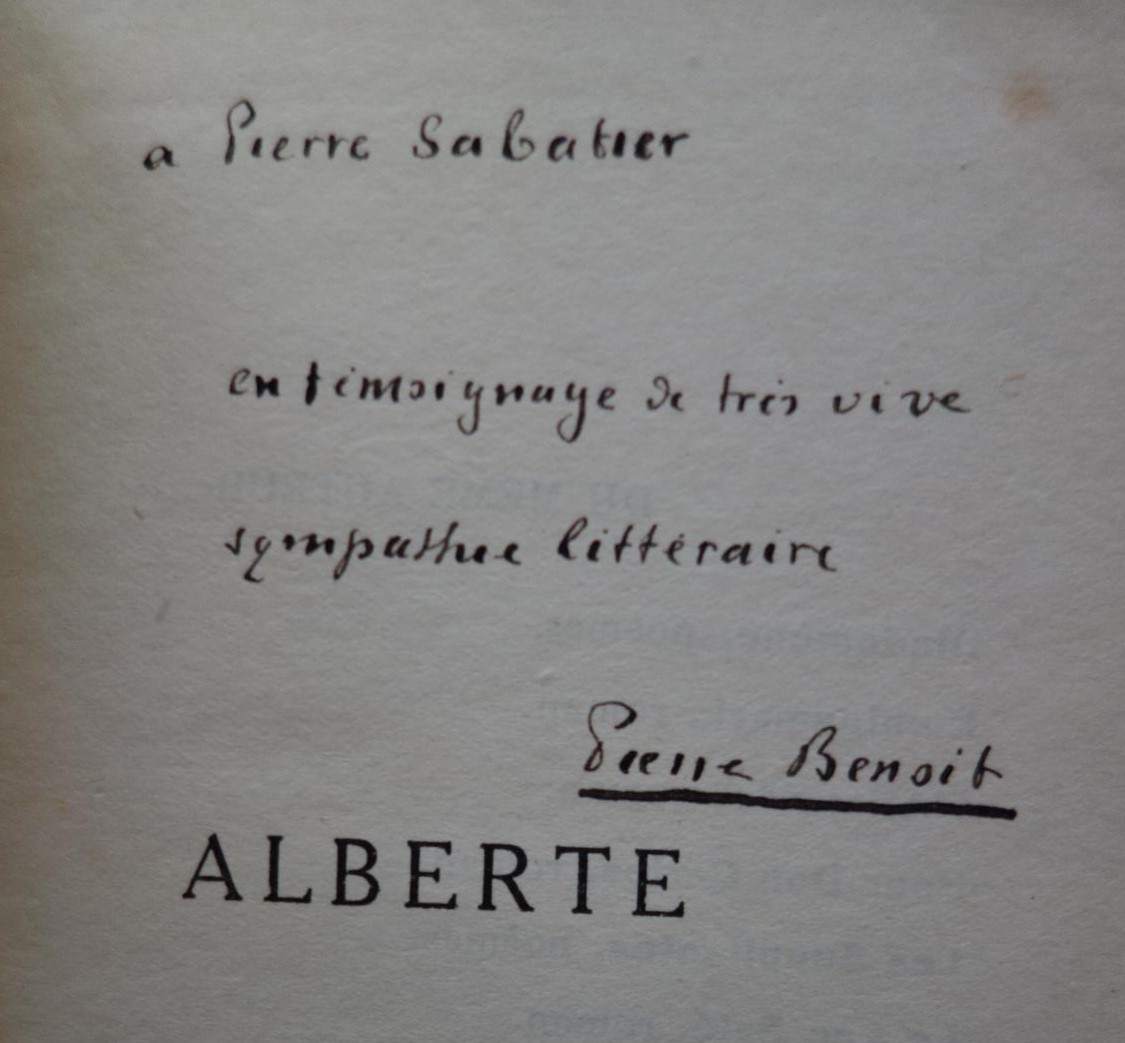 a Pierre Sabatier
en témoignage de très vive
sympathie littéraire
Pierre Benoit
ALBERTE